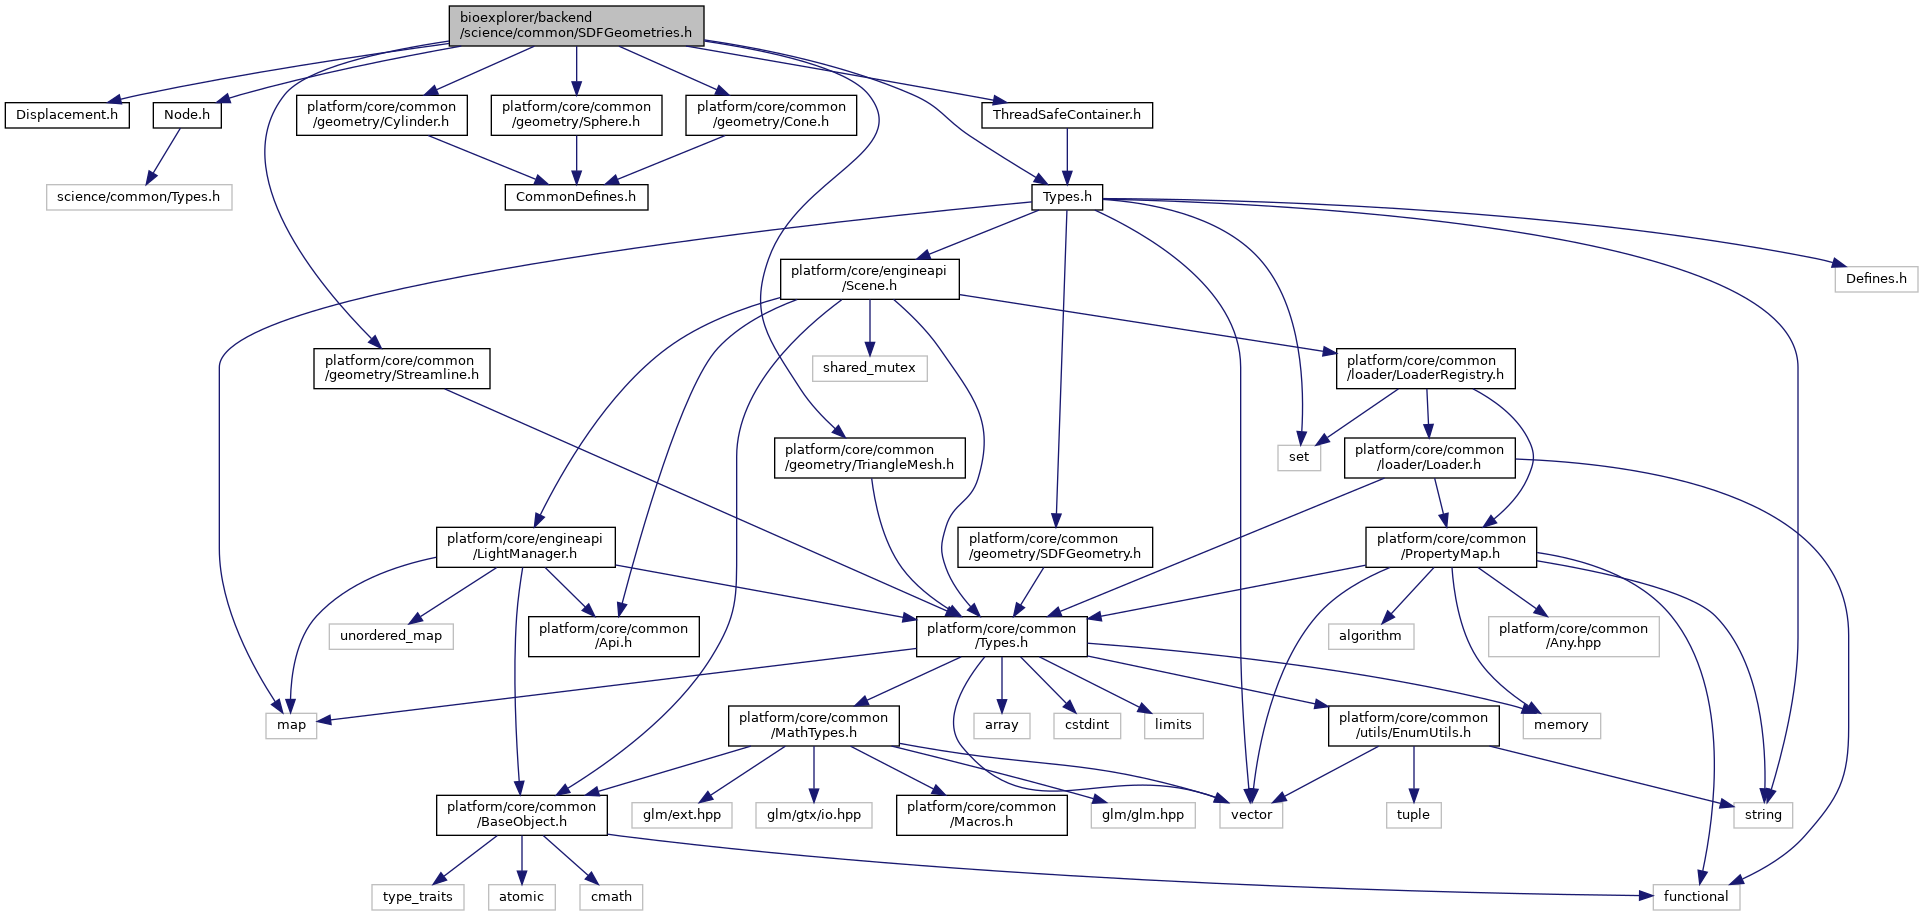 bioexplorer/backend
/science/common/SDFGeometries.h
Displacement.h
Node.h
platform/core/common
/geometry/Cylinder.h
platform/core/common
/geometry/Sphere.h
platform/core/common
/geometry/Cone.h
ThreadSafeContainer.h
science/common/Types.h
CommonDefines.h
Types.h
platform/core/engineapi
/Scene.h
Defines.h
platform/core/common
/geometry/Streamline.h
shared_mutex
platform/core/common
/loader/LoaderRegistry.h
platform/core/common
/geometry/TriangleMesh.h
set
platform/core/common
/loader/Loader.h
platform/core/engineapi
/LightManager.h
platform/core/common
/geometry/SDFGeometry.h
platform/core/common
/PropertyMap.h
unordered_map
platform/core/common
/Api.h
platform/core/common
/Types.h
algorithm
platform/core/common
/Any.hpp
map
platform/core/common
/MathTypes.h
array
cstdint
limits
platform/core/common
/utils/EnumUtils.h
memory
platform/core/common
/BaseObject.h
glm/ext.hpp
glm/gtx/io.hpp
platform/core/common
/Macros.h
glm/glm.hpp
vector
tuple
string
type_traits
atomic
cmath
functional